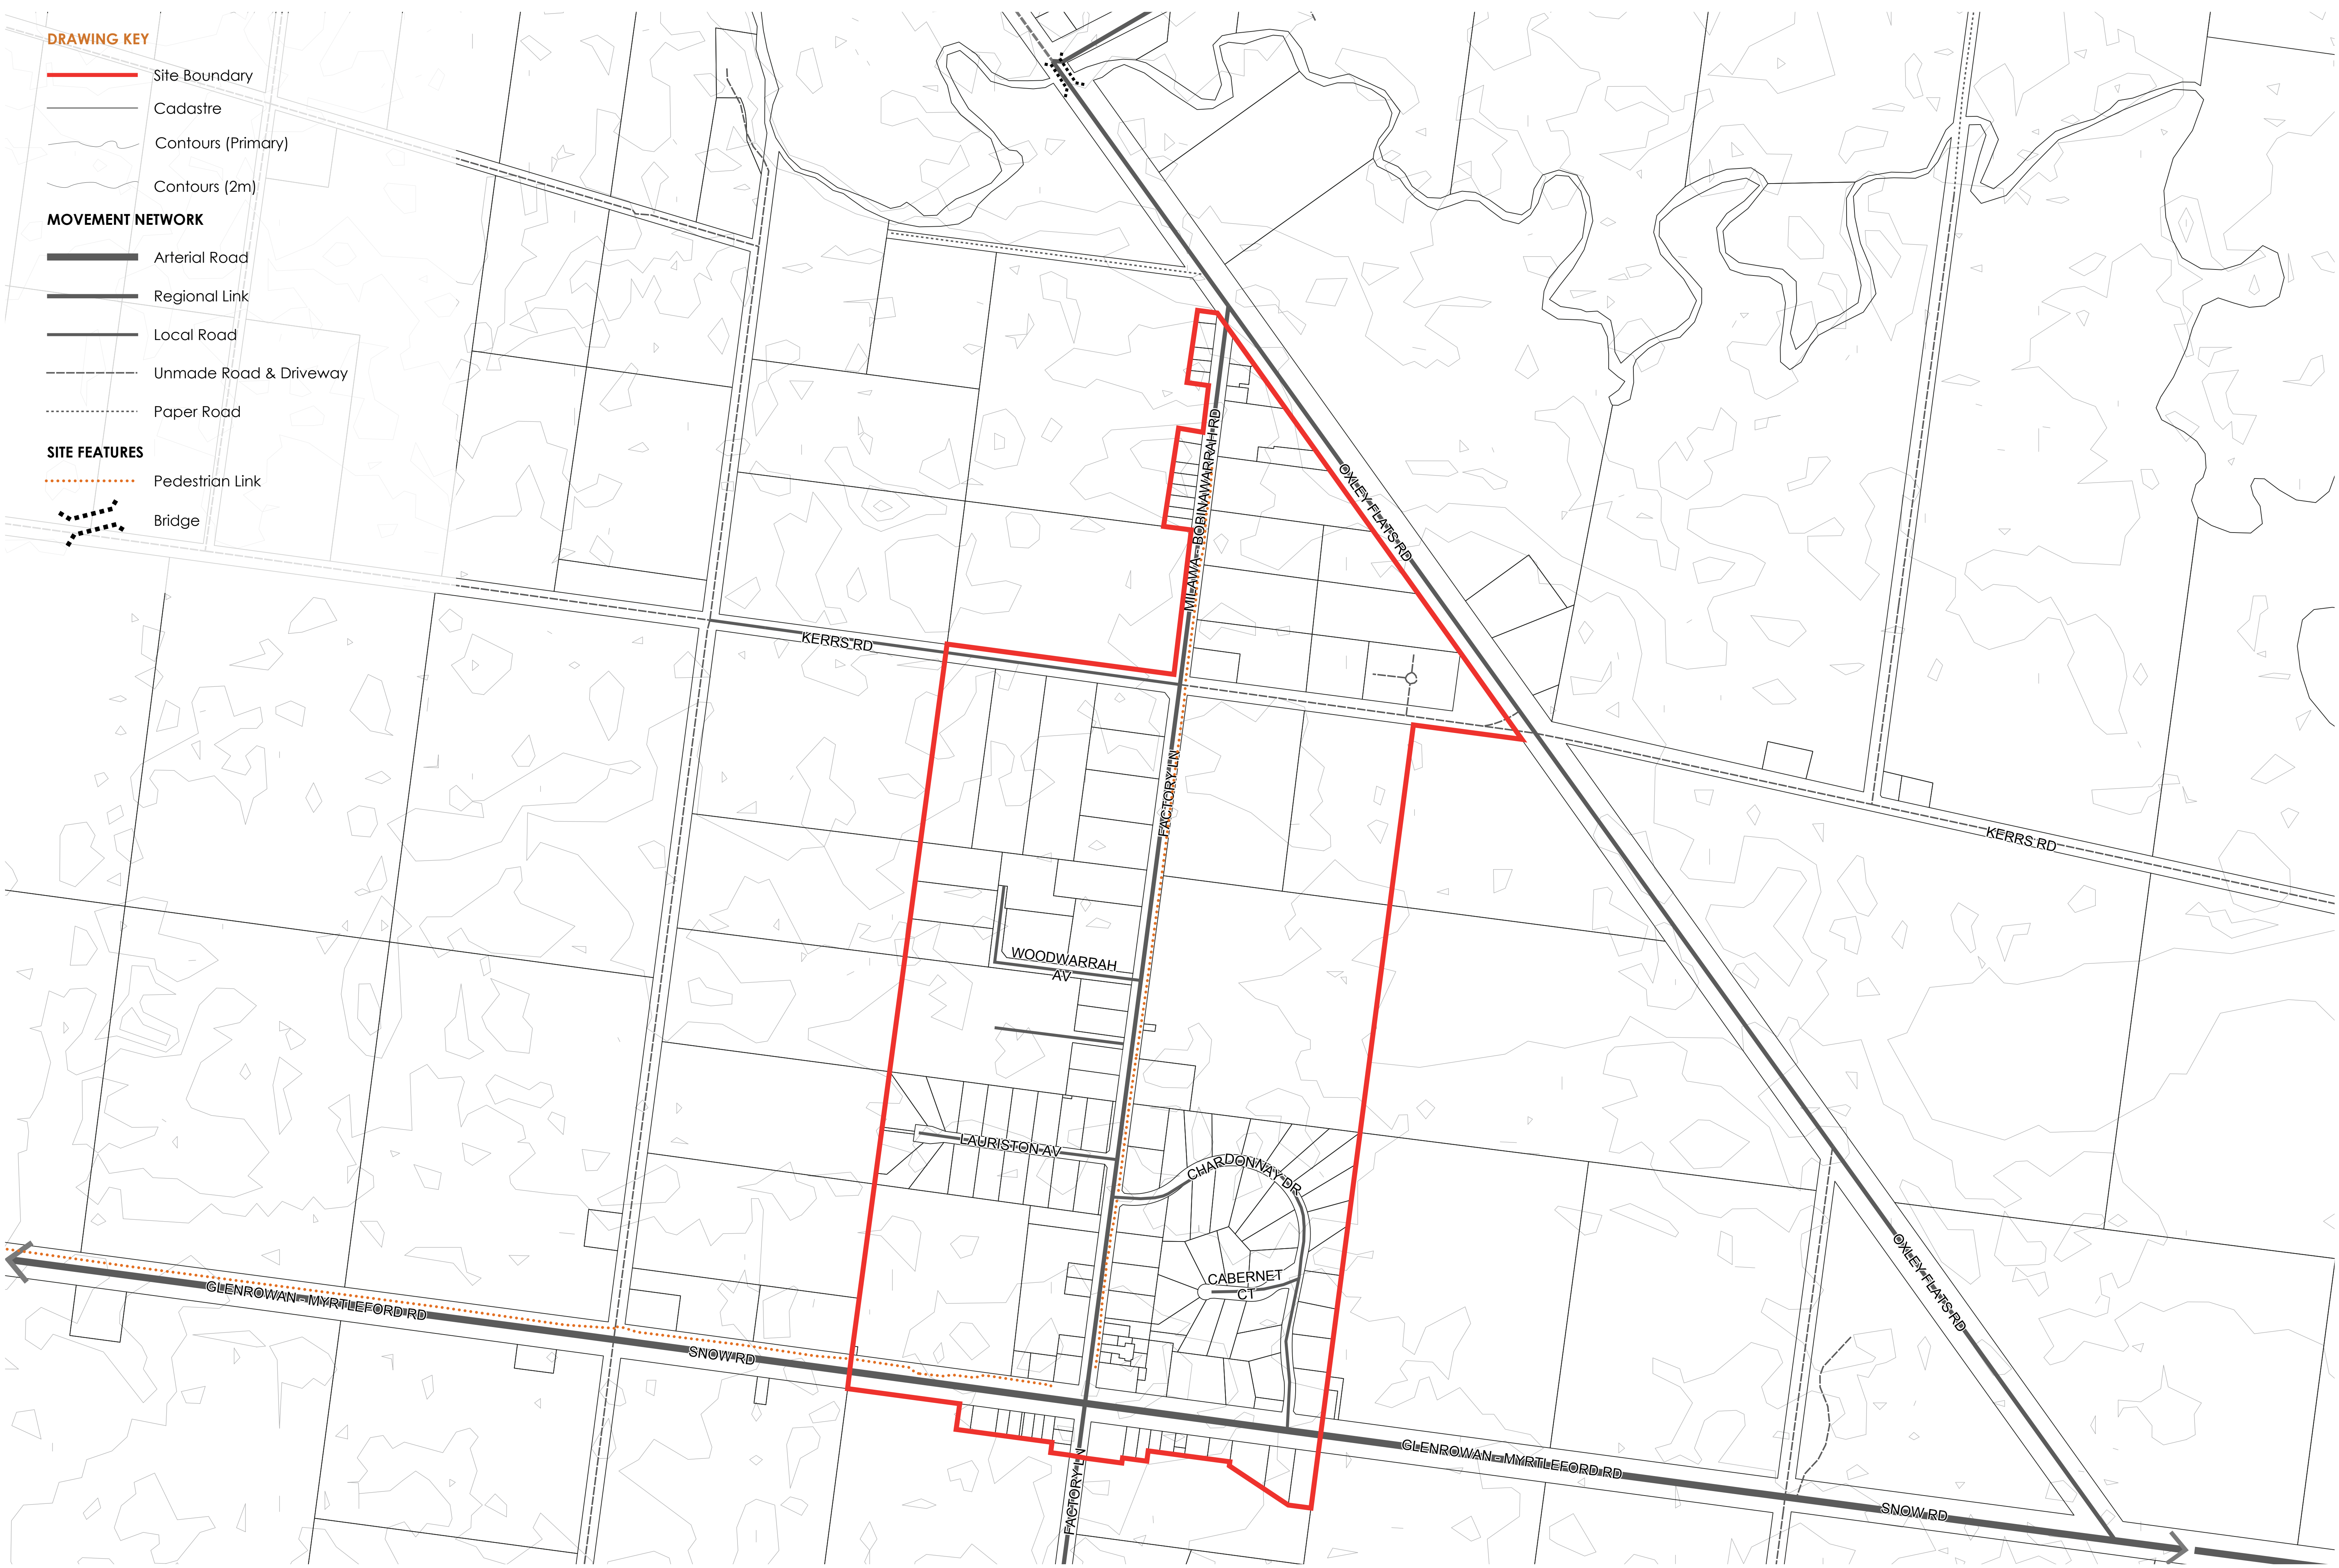 DRAWING KEY
Site Boundary
Cadastre
Contours (Primary)
Contours (2m)
MOVEMENT NETWORK
Arterial Road
Regional Link
Local Road
Unmade Road & Driveway
Paper Road
SITE FEATURES
Pedestrian Link
Bridge
MILAWA - BOBINAWARRAH RD
OXLEY FLATS RD
KERRS RD
FACTORY LN
KERRS RD
WOODWARRAH
AV
LAURISTON AV
CHARDONNAY DR
CABERNET
CT
OXLEY FLATS RD
GLENROWAN - MYRTLEFORD RD
SNOW RD
GLENROWAN - MYRTLEFORD RD
SNOW RD
FACTORY LN